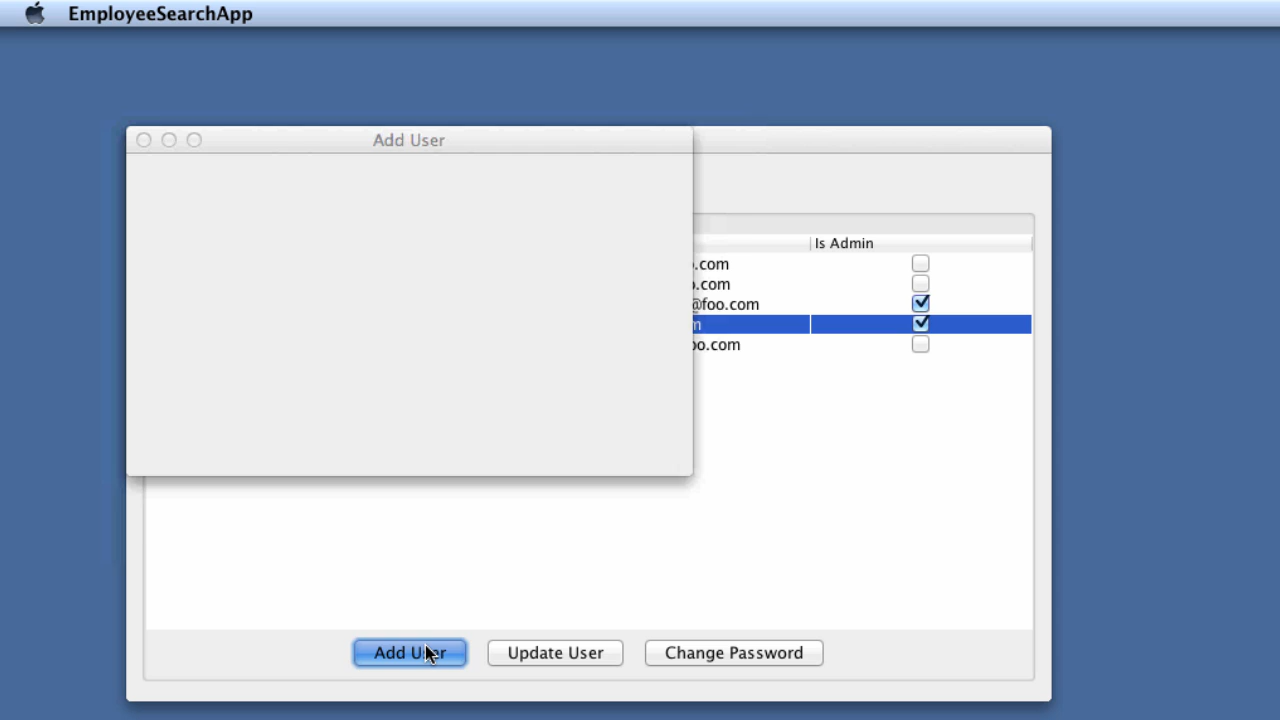 EmployeeSearchApp
Add User
Is Admin
.com
.com
@foo.com
oo.com
Add User
Update User
Change Password